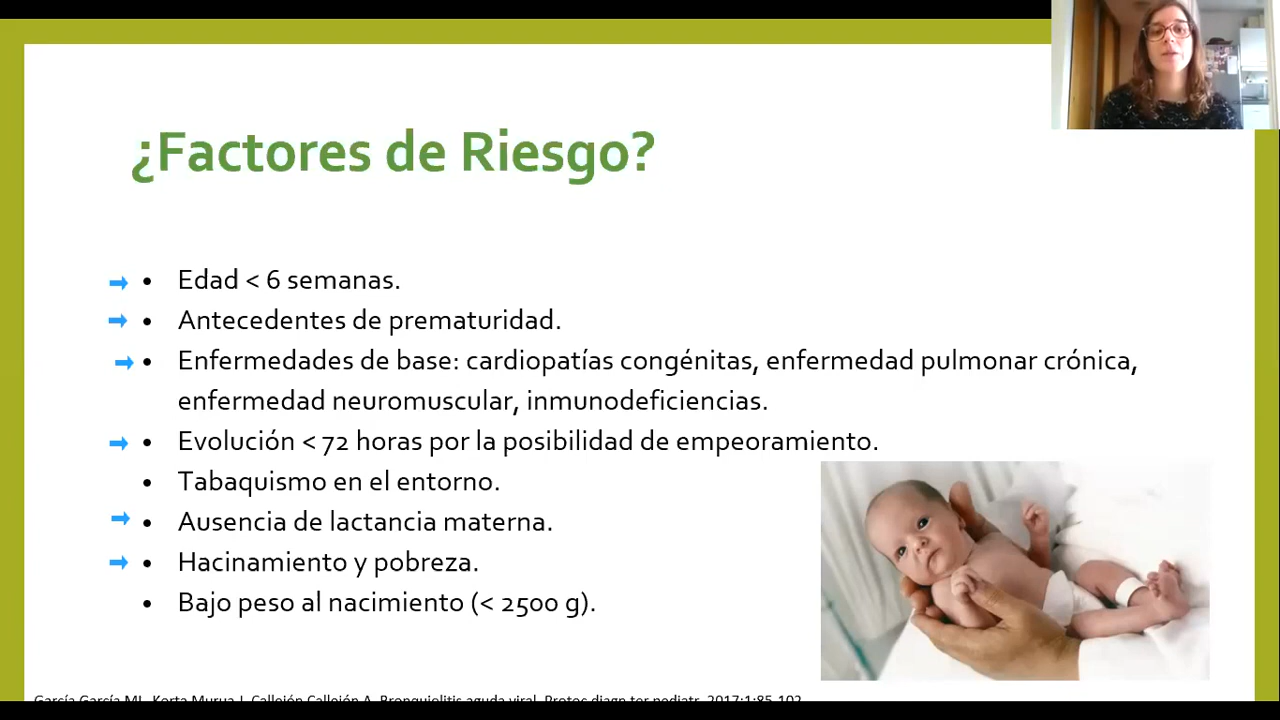 ¿Factores de Riesgo?
• Edad < 6 semanas.
• Antecedentes de prematuridad.
• Enfermedades de base: cardiopatías congénitas, enfermedad pulmonar crónica,
enfermedad neuromuscular, inmunodeficiencias.
• Evolución < 72 horas por la posibilidad de empeoramiento.
• Tabaquismo en el entorno.
• Ausencia de lactancia materna.
• Hacinamiento y pobreza.
• Bajo peso al nacimiento (< 2500 g).
García García ML, Korta Murua J, Callejón Callejón A. Bronquiolitis aguda viral. Protoc diagn ter pediatr. 2017;1:85-102